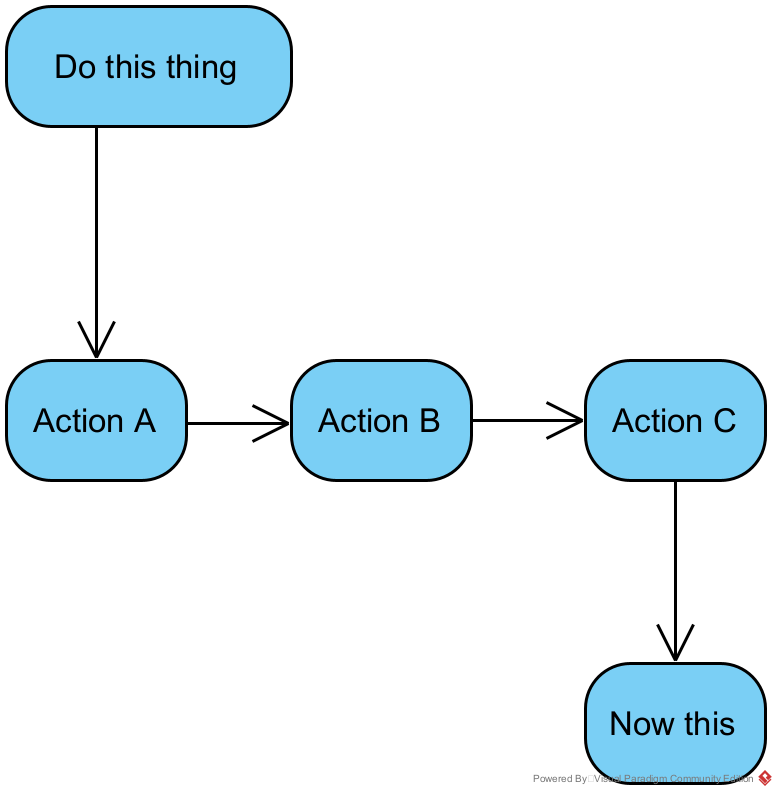 Do this thing
Action A
Action B
Action C
Now this
Powered By Visual Paradigm Community Edition